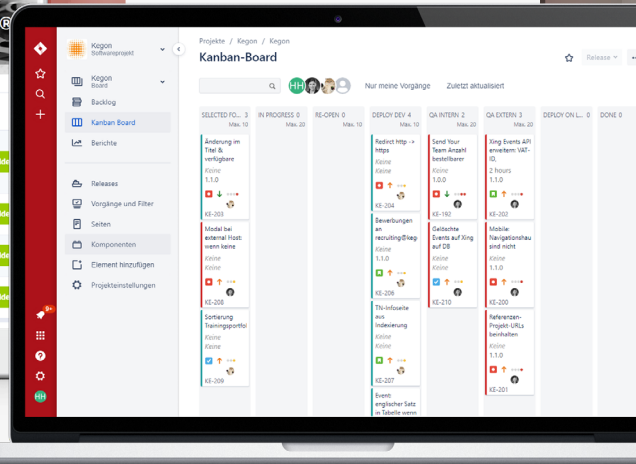 Kegon
Softwareprojekt
Kegon
Board
Backlog
Kanban Board
Berichte
Releases
Vorgänge und Filter
Seiten
Komponenten
Element hinzufügen
Projekteinstellungen
9+
HH
Projekte / Kegon / Kegon
Kanban-Board
Release
HH
Nur meine Vorgänge
Zuletzt aktualisiert
SELECTED FO... 3
Max. 10
Änderung im
Titel &
verfügbare
Keine
1.1.0
KE-203
Modal bei
external Host:
wenn keine
Keine
Keine
KE-208
Sortierung
Trainingsportfol
Keine
Keine
KE-209
IN PROGRESS 0
Max. 20
RE-OPEN 0
Max. 10
DEPLOY DEV 4
Max. 10
Redirct http ->
https
Keine
Keine
KE-204
Bewerbungen
an
recruiting@keg
Keine
1.1.0
KE-206
TN-Infoseite
aus
Indexierung
Keine
Keine
KE-207
Event:
englischer Satz
in Tabelle wenn
QA INTERN 2
Max. 20
Send Your
Team Anzahl
bestellbarer
Keine
1.0.0
KE-192
Gelöschte
Events auf Xing
auf DB
Keine
Keine
KE-210
QA EXTERN 3
Max. 20
Xing Events API
erweitern: VAT-
ID,
2 hours
1.1.0
KE-202
Mobile:
Navigationshau
sind nicht
Keine
1.1.0
KE-200
Referenzen-
Projekt-URLs
beinhalten
Keine
1.1.0
KE-201
DEPLOY ON L... 0
DONE 0